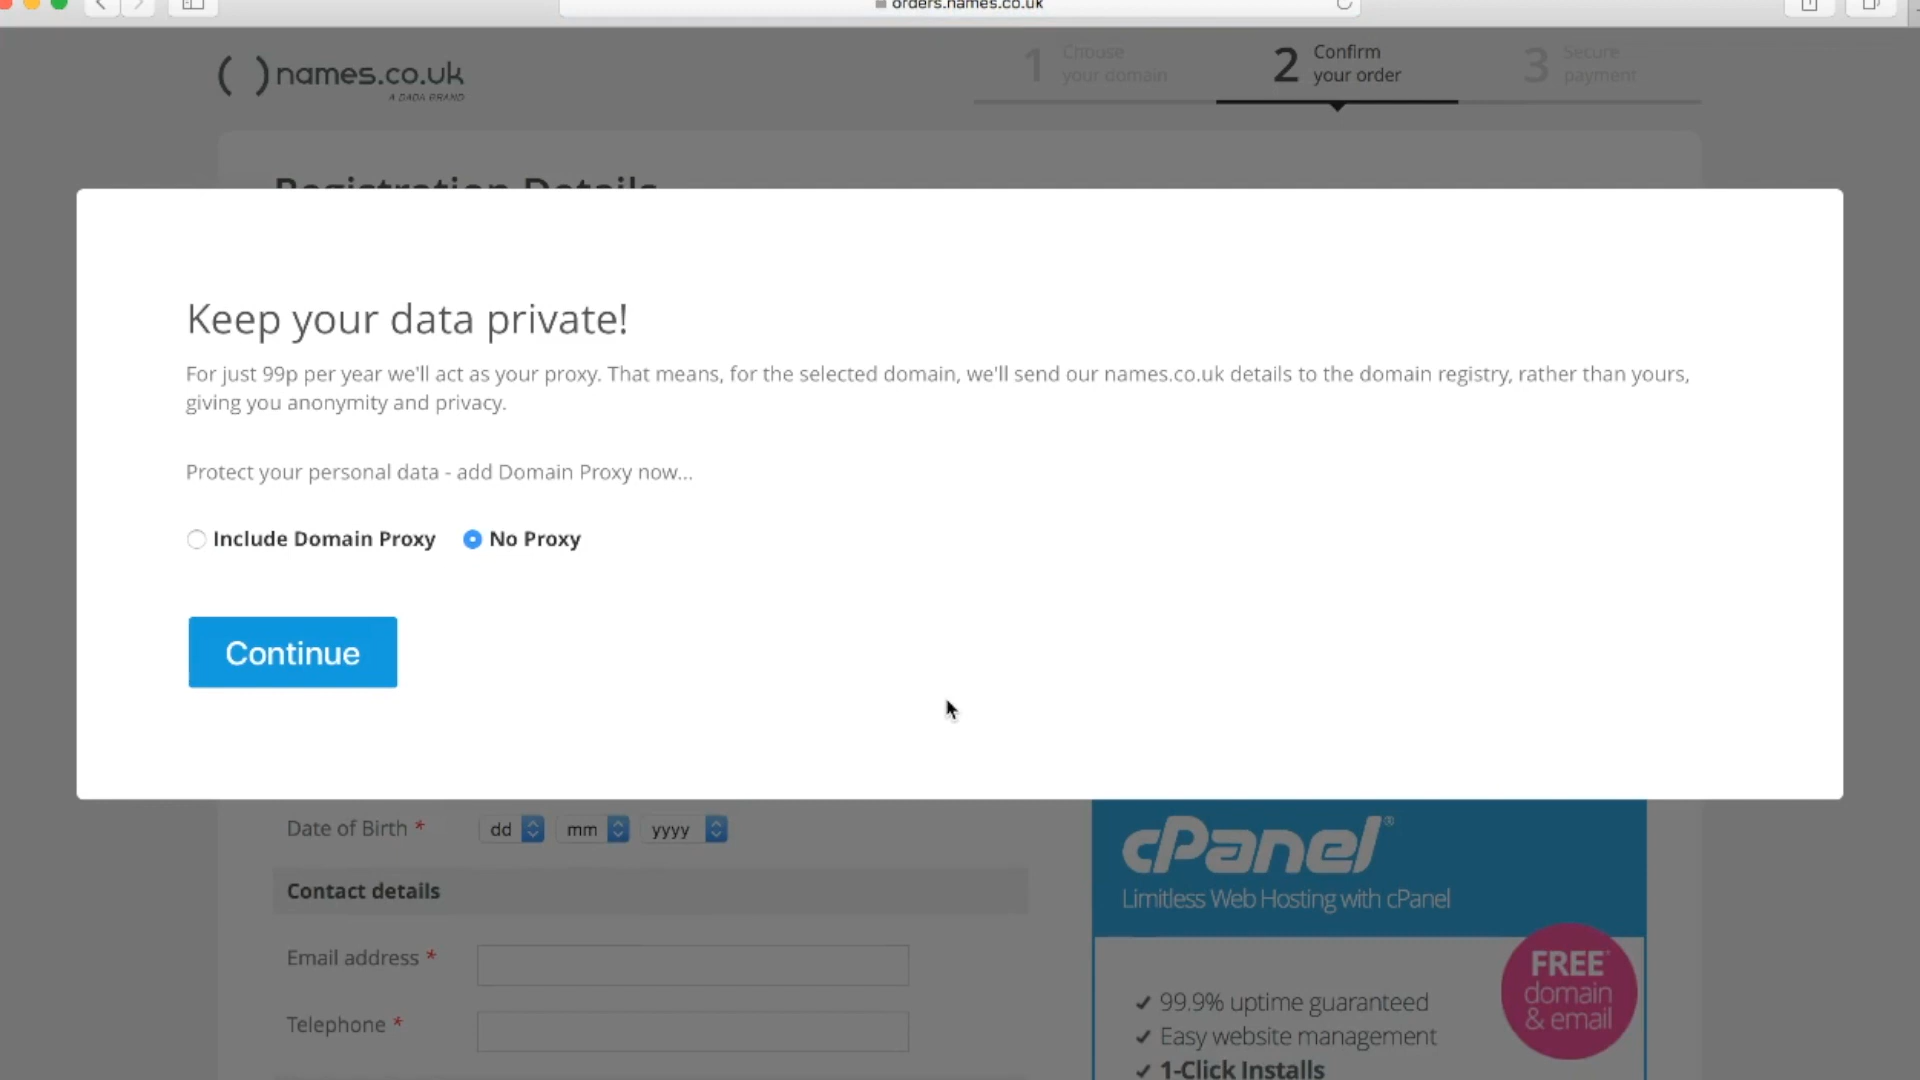 orders.names.co.uk
( ) names.co.uk
A DADA BRAND
1 Choose
your domain
2 Confirm
your order
3 Secure
payment
Registration Details
Keep your data private!
For just 99p per year we'll act as your proxy. That means, for the selected domain, we'll send our names.co.uk details to the domain registry, rather than yours,
giving you anonymity and privacy.
Protect your personal data - add Domain Proxy now...
Include Domain Proxy No Proxy
Continue
Date of Birth * dd mm yyyy
Contact details
Email address *
Telephone *
cPanel®
Limitless Web Hosting with cPanel
FREE*
domain
& email
✓ 99.9% uptime guaranteed
✓ Easy website management
✓ 1-Click Installs